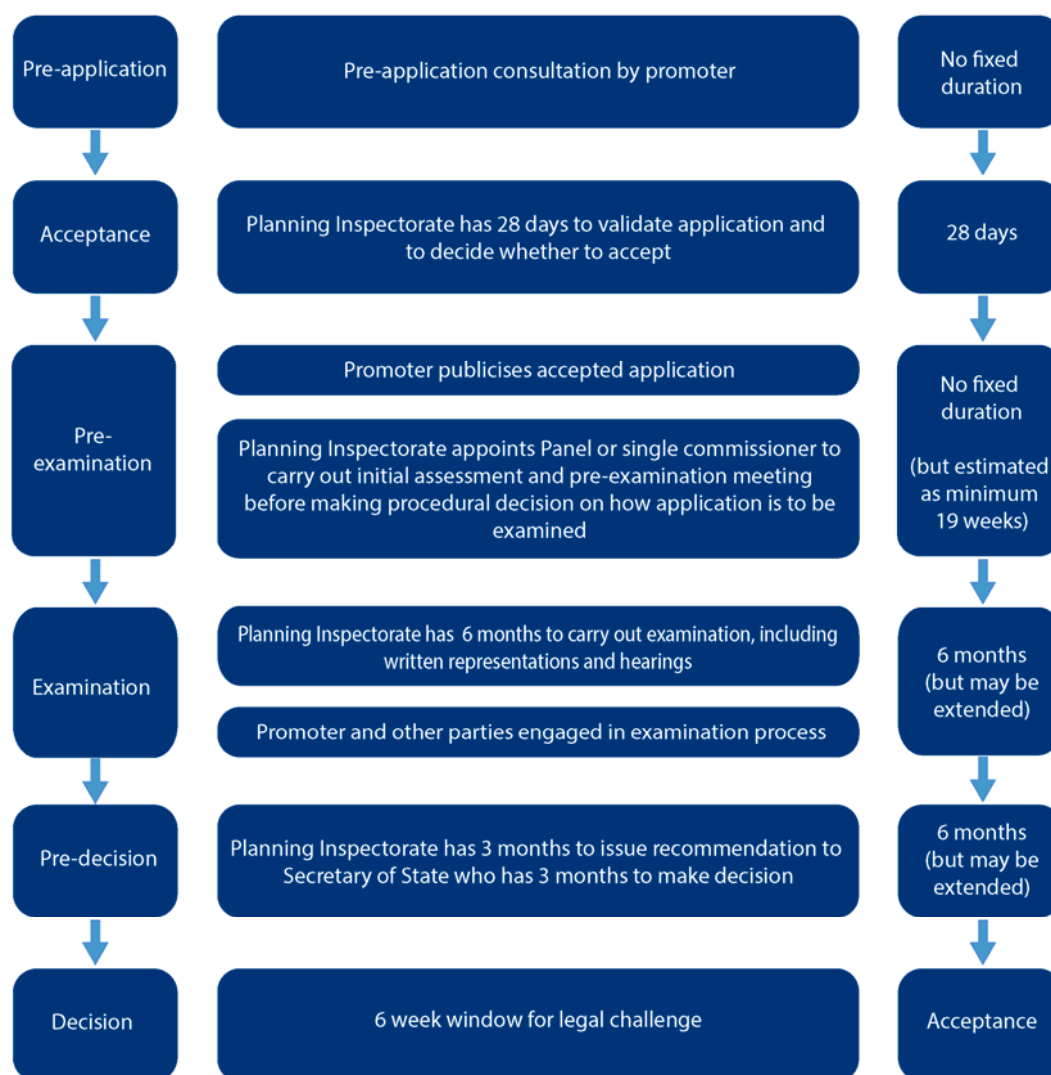 Pre-application
Pre-application consultation by promoter
No fixed
duration
Acceptance
Planning Inspectorate has 28 days to validate application and
to decide whether to accept
28 days
Pre-
examination
Promoter publicises accepted application
Planning Inspectorate appoints Panel or single commissioner to
carry out initial assessment and pre-examination meeting
before making procedural decision on how application is to be
examined
No fixed
duration
(but estimated
as minimum
19 weeks)
Examination
Planning Inspectorate has 6 months to carry out examination, including
written representations and hearings
Promoter and other parties engaged in examination process
6 months
(but may be
extended)
Pre-decision
Planning Inspectorate has 3 months to issue recommendation to
Secretary of State who has 3 months to make decision
6 months
(but may be
extended)
Decision
6 week window for legal challenge
Acceptance